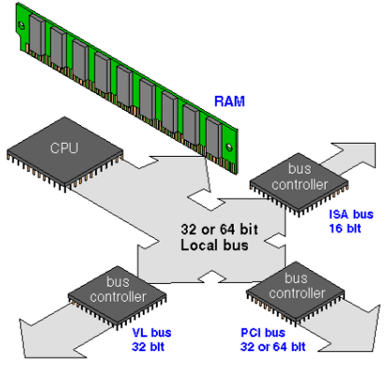 RAM
CPU
bus
controller
ISA bus
16 bit
32 or 64 bit
Local bus
bus
controller
VL bus
32 bit
bus
controller
PCI bus
32 or 64 bit